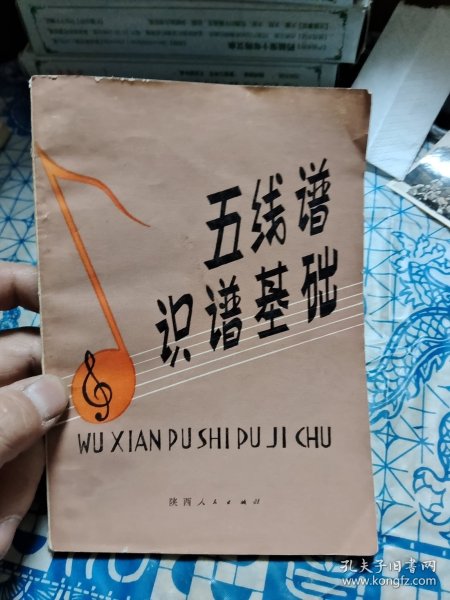 五线谱
识谱基础
WU XIAN PU SHI PU JI CHU
陕西人民出版社
孔夫子旧书网
www.kongfz.com